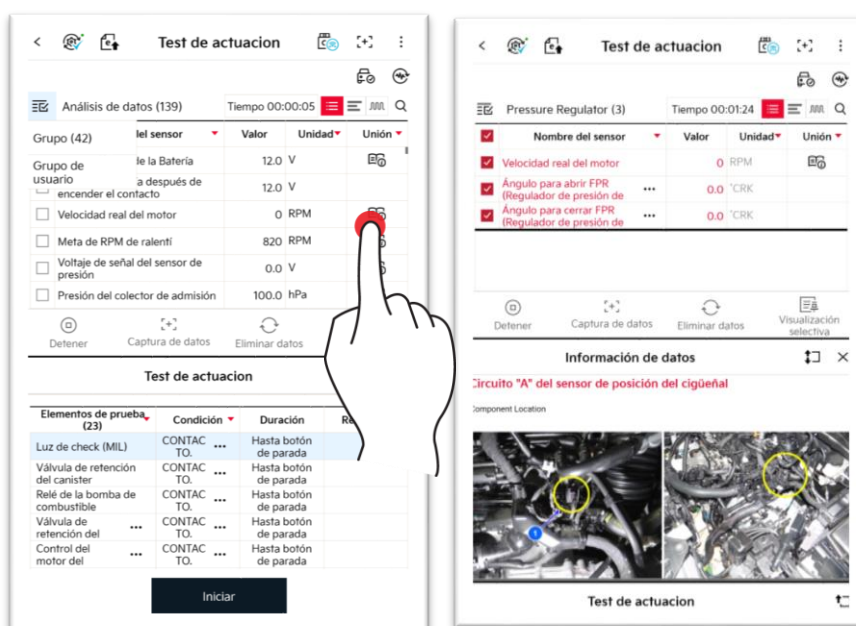 Test de actuacion
Análisis de datos (139)
Tiempo 00:00:05
Grupo (42)
Grupo de
usuario
del sensor
Valor
Unidad
Unión
de la Batería
12.0 V
a después de
encender el contacto
12.0 V
Velocidad real del motor
0 RPM
Meta de RPM de ralentí
820 RPM
Voltaje de señal del sensor de
presión
0.0 V
Presión del colector de admisión
100.0 hPa
Detener
Captura de datos
Eliminar datos
Test de actua
Elementos de prueba
(23)
Condición
Duración
Luz de check (MIL)
CONTAC
TO.
...
Hasta botón
de parada
Válvula de retención
del canister
CONTAC
TO.
...
Hasta botón
de parada
Relé de la bomba de
combustible
CONTAC
TO.
...
Hasta botón
de parada
Válvula de
retención del
...
CONTAC
TO.
...
Hasta botón
de parada
Control del
motor del
...
CONTAC
TO.
...
Hasta botón
de parada
Iniciar
Test de actuacion
Pressure Regulator (3)
Tiempo 00:01:24
Nombre del sensor
Valor
Unidad
Unión
Velocidad real del motor
0 RPM
Ángulo para abrir FPR
(Regulador de presión de
...
0.0 °CRK
Ángulo para cerrar FPR
(Regulador de presión de
...
0.0 °CRK
Detener
Captura de datos
Eliminar datos
Visualización
selectiva
Información de datos
Circuito "A" del sensor de posición del cigüeñal
Component Location
1
Test de actuacion